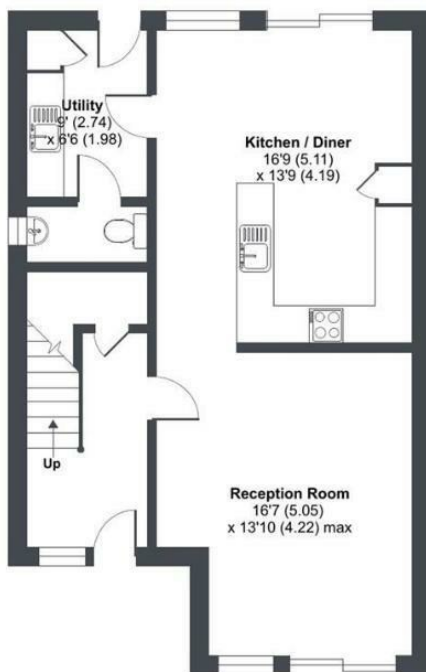 Utility
9' (2.74)
x 6'6 (1.98)
Kitchen / Diner
16'9 (5.11)
x 13'9 (4.19)
Up
Reception Room
16'7 (5.05)
x 13'10 (4.22) max